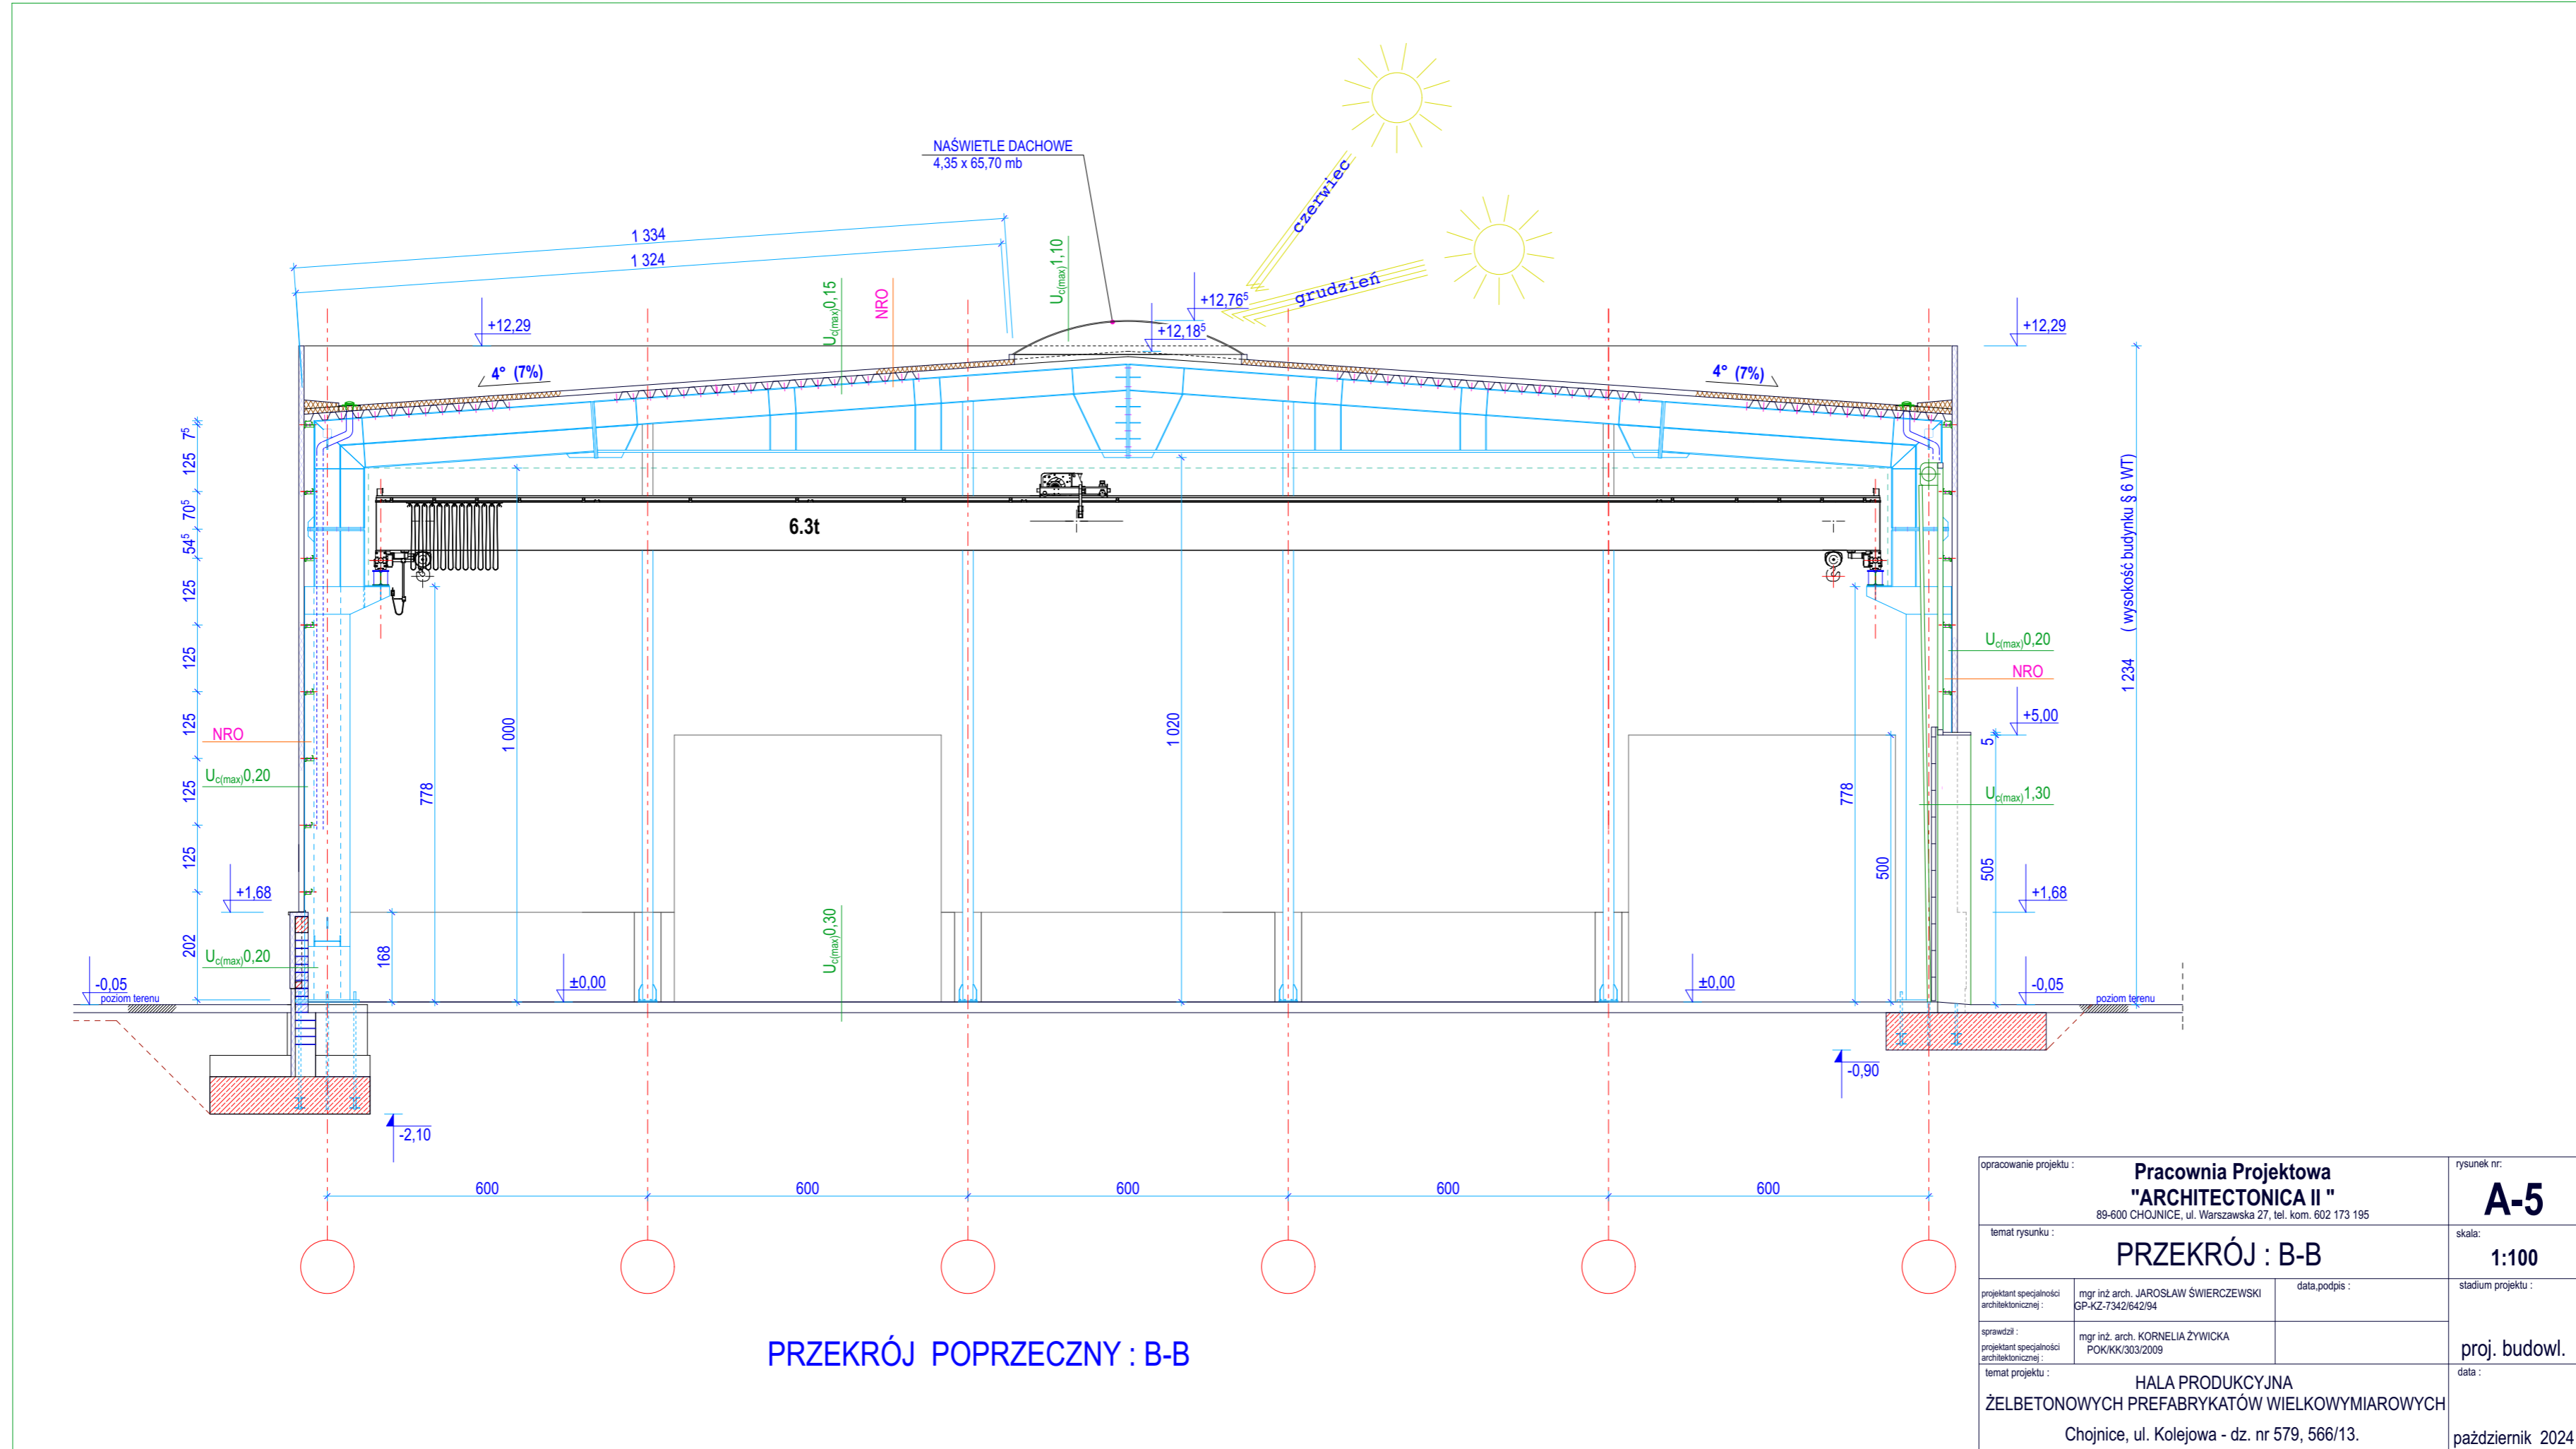 NAŚWIETLE DACHOWE
4,35 x 65,70 mb
czerwiec
grudzień
1 334
1 324
Uc(max)0,15
NRO
Uc(max)1,10
+12,76⁵
+12,18⁵
+12,29
+12,29
4° (7%)
4° (7%)
7⁵
125
70⁵
54⁵
125
125
125
125
125
202
6.3t
1 000
1 020
778
778
168
500
505
5
1 234 ( wysokość budynku § 6 WT)
NRO
Uc(max)0,20
+1,68
Uc(max)0,20
-0,05
poziom terenu
±0,00
Uc(max)0,30
±0,00
Uc(max)0,20
NRO
+5,00
Uc(max)1,30
+1,68
-0,05
poziom terenu
-0,90
-2,10
600
600
600
600
600
PRZEKRÓJ POPRZECZNY : B-B
opracowanie projektu :
Pracownia Projektowa
"ARCHITECTONICA II "
89-600 CHOJNICE, ul. Warszawska 27, tel. kom. 602 173 195
rysunek nr:
A-5
temat rysunku :
PRZEKRÓJ : B-B
skala:
1:100
projektant specjalności
architektonicznej :
mgr inż arch. JAROSŁAW ŚWIERCZEWSKI
GP-KZ-7342/642/94
data,podpis :
stadium projektu :
sprawdził :
projektant specjalności
architektonicznej :
mgr inż. arch. KORNELIA ŻYWICKA
POK/KK/303/2009
proj. budowl.
temat projektu :
HALA PRODUKCYJNA
ŻELBETONOWYCH PREFABRYKATÓW WIELKOWYMIAROWYCH
Chojnice, ul. Kolejowa - dz. nr 579, 566/13.
data :
październik 2024